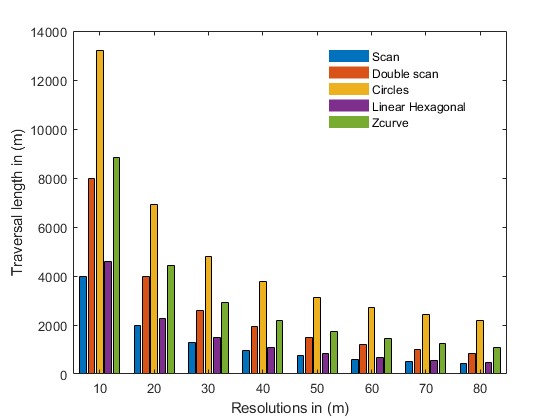 14000
12000
10000
8000
6000
4000
2000
0
Traversal length in (m)
Scan
Double scan
Circles
Linear Hexagonal
Zcurve
10 20 30 40 50 60 70 80
Resolutions in (m)